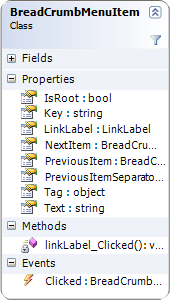 BreadCrumbMenuItem
Class
Fields
Properties
IsRoot : bool
Key : string
LinkLabel : LinkLabel
NextItem : BreadCru...
PreviousItem : BreadC...
PreviousItemSeparato...
Tag : object
Text : string
Methods
linkLabel_Clicked() : v...
Events
Clicked : BreadCrumb...